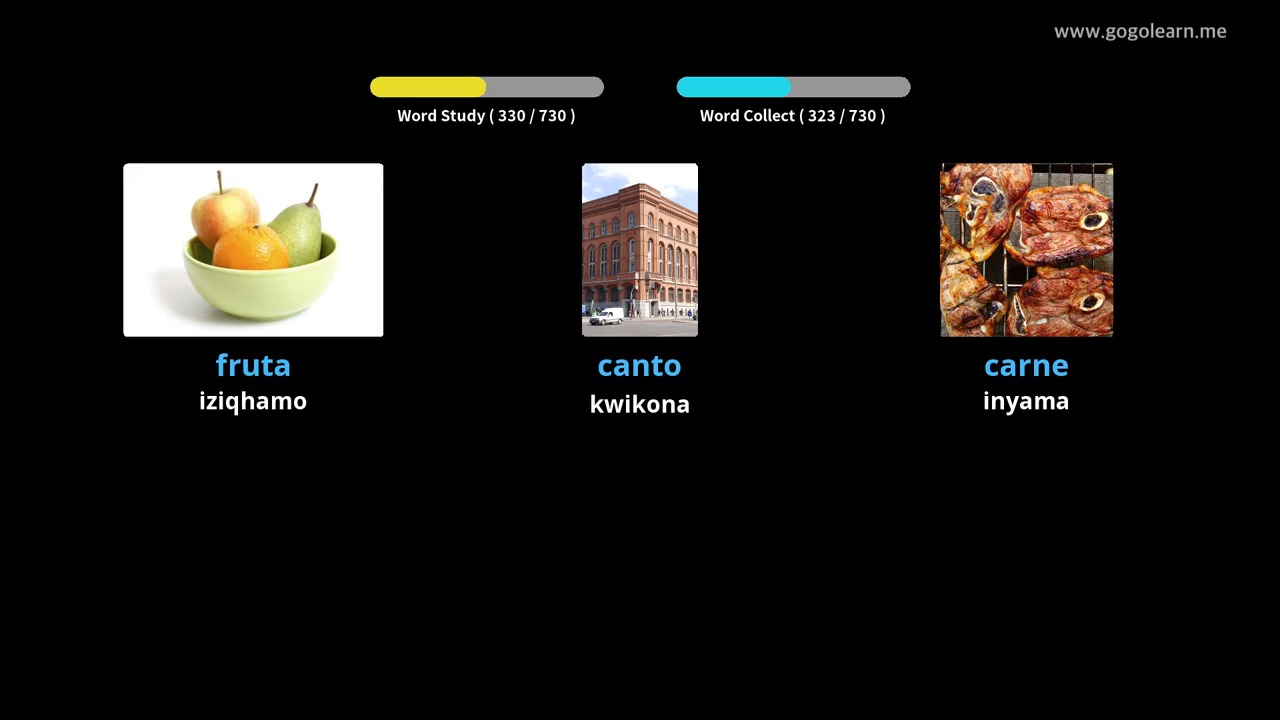 www.gogolearn.me
Word Study ( 330 / 730 )
Word Collect ( 323 / 730 )
fruta
iziqhamo
canto
kwikona
carne
inyama